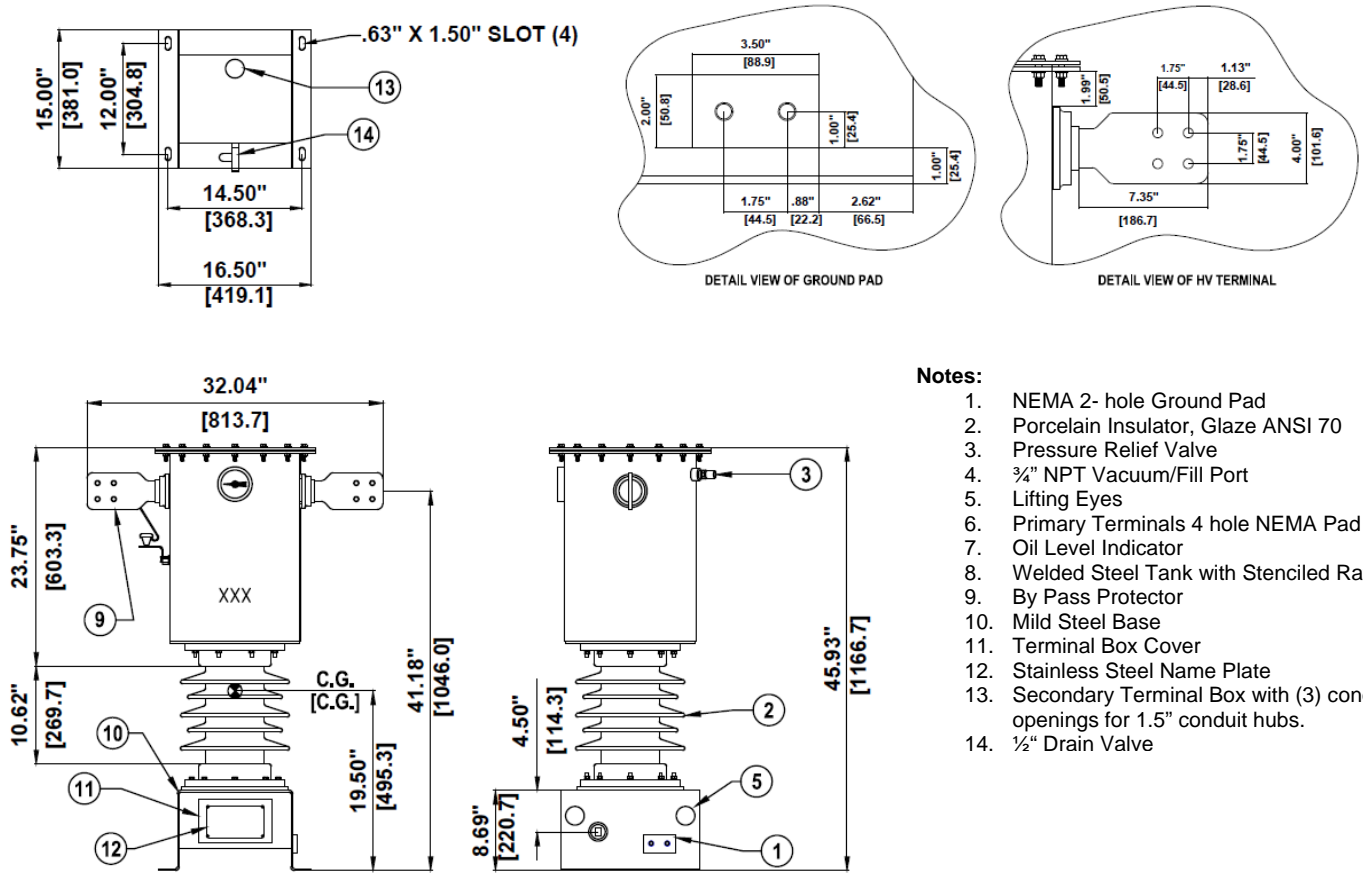 .63" X 1.50" SLOT (4)
15.00"
[381.0]
12.00"
[304.8]
13
14
14.50"
[368.3]
16.50"
[419.1]
3.50"
[88.9]
2.00"
[50.8]
1.00"
[25.4]
1.00"
[25.4]
1.75"
[44.5]
.88"
[22.2]
2.62"
[66.5]
DETAIL VIEW OF GROUND PAD
1.99"
[50.5]
1.75"
[44.5]
1.13"
[28.6]
1.75"
[44.5]
4.00"
[101.6]
7.35"
[186.7]
DETAIL VIEW OF HV TERMINAL
32.04"
[813.7]
23.75"
[603.3]
XXX
9
10.62"
[269.7]
C.G.
[C.G.]
41.18"
[1046.0]
19.50"
[495.3]
10
11
12
3
45.93"
[1166.7]
2
4.50"
[114.3]
5
8.69"
[220.7]
1
Notes:
1. NEMA 2- hole Ground Pad
2. Porcelain Insulator, Glaze ANSI 70
3. Pressure Relief Valve
4. ¾" NPT Vacuum/Fill Port
5. Lifting Eyes
6. Primary Terminals 4 hole NEMA Pad
7. Oil Level Indicator
8. Welded Steel Tank with Stenciled
9. By Pass Protector
10. Mild Steel Base
11. Terminal Box Cover
12. Stainless Steel Name Plate
13. Secondary Terminal Box with (3)
openings for 1.5" conduit hubs.
14. ½" Drain Valve